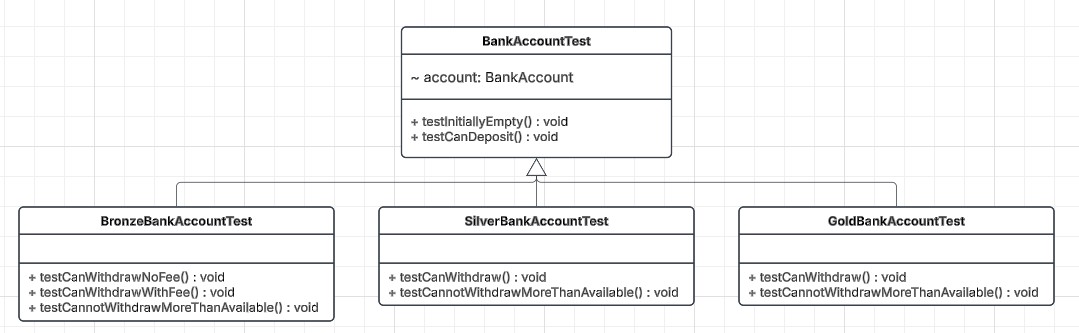 BankAccountTest
~ account: BankAccount
+ testInitiallyEmpty() : void
+ testCanDeposit() : void
BronzeBankAccountTest
+ testCanWithdrawNoFee() : void
+ testCanWithdrawWithFee() : void
+ testCannotWithdrawMoreThanAvailable() : void
SilverBankAccountTest
+ testCanWithdraw() : void
+ testCannotWithdrawMoreThanAvailable() : void
GoldBankAccountTest
+ testCanWithdraw() : void
+ testCannotWithdrawMoreThanAvailable() : void